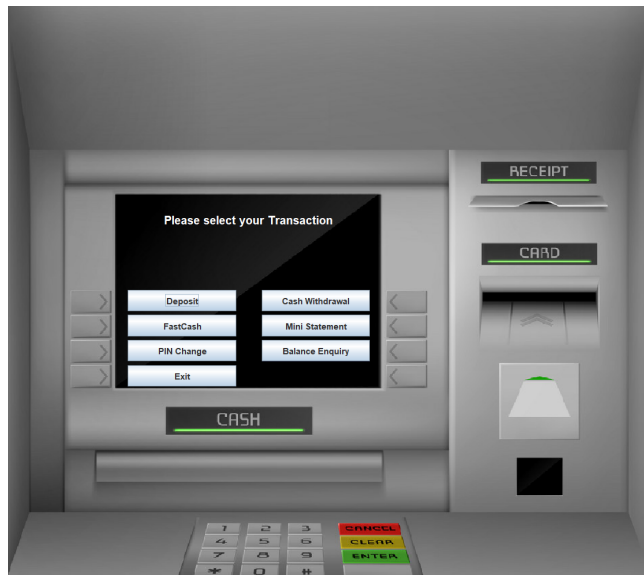 RECEIPT
Please select your Transaction
CARD
Deposit
Cash Withdrawal
FastCash
Mini Statement
PIN Change
Balance Enquiry
Exit
CASH
1 2 3 CANCEL
4 5 6 CLEAR
7 8 9 ENTER
* 0 #